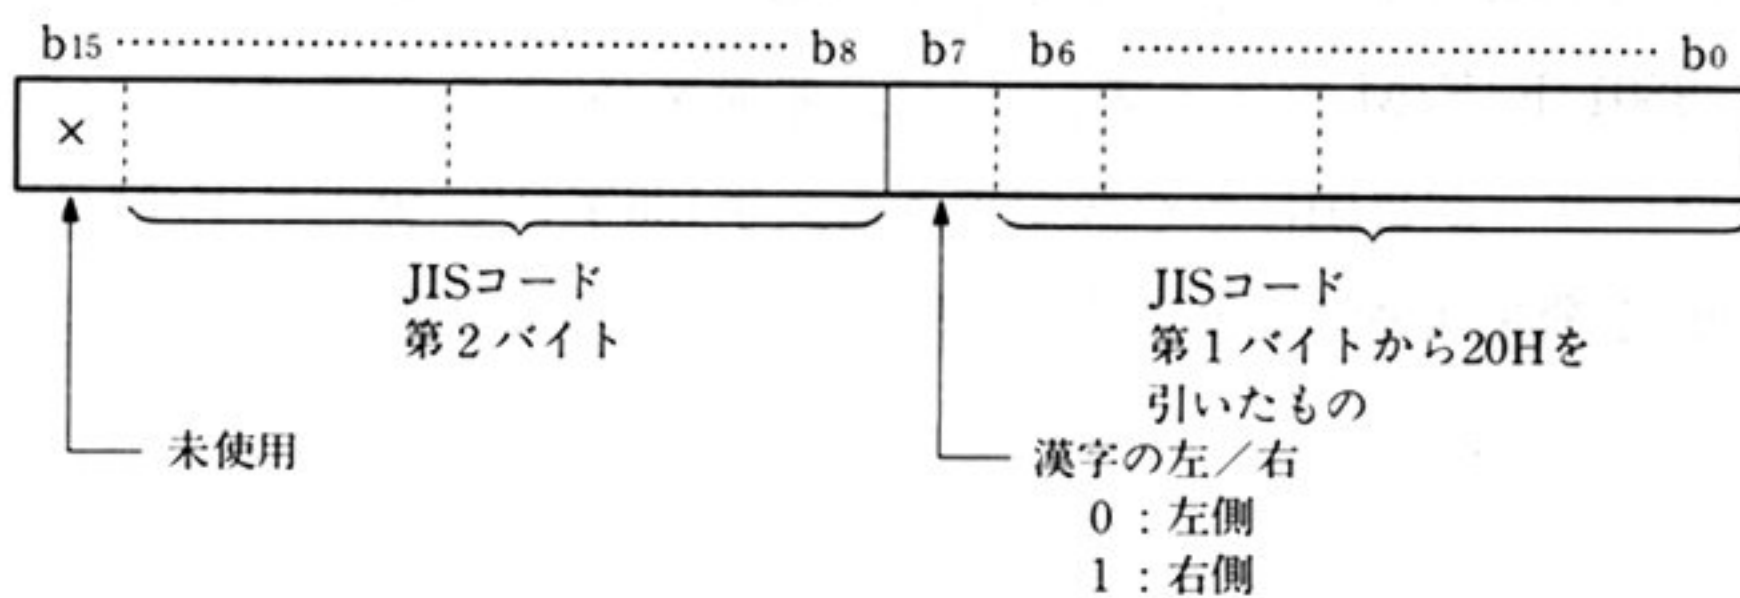 b15 ·········· b8 b7 b6 ·········· b0
×
JISコード
第2バイト
JISコード
第1バイトから20Hを
引いたもの
未使用
漢字の左／右
0：左側
1：右側